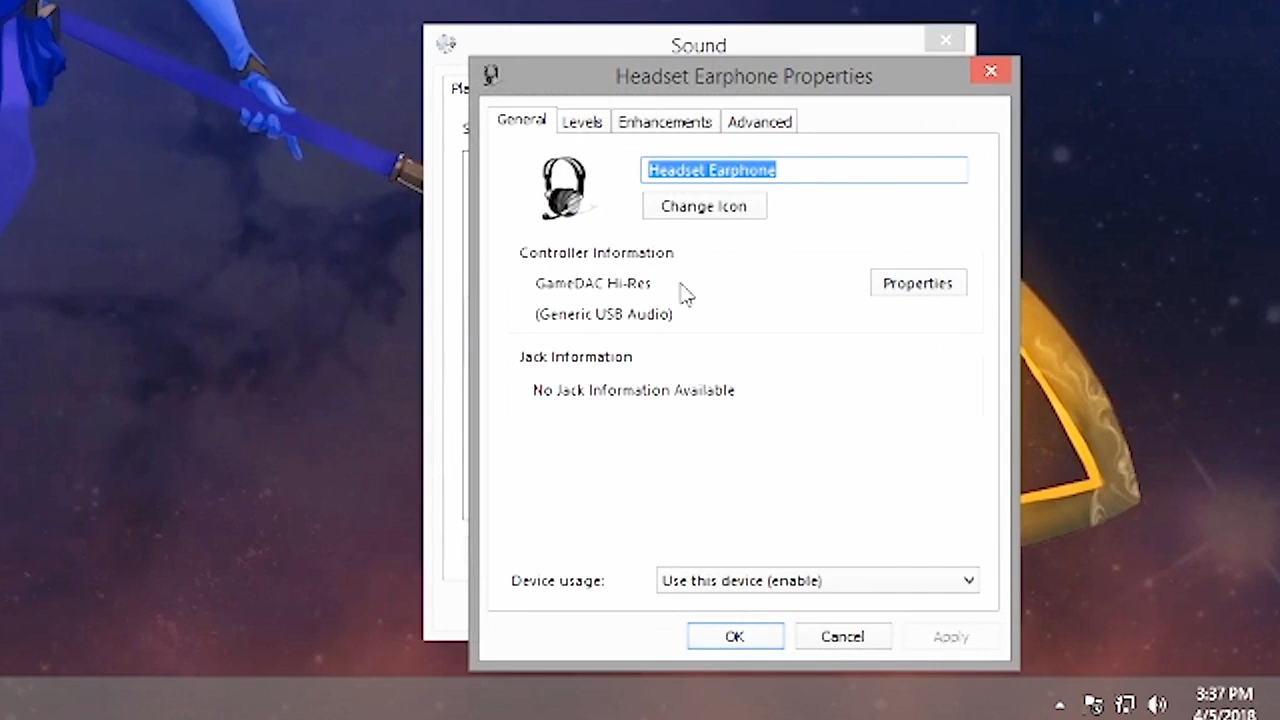 Sound
Headset Earphone Properties
General
Levels
Enhancements
Advanced
Headset Earphone
Change Icon
Controller Information
GameDAC Hi-Res
Properties
(Generic USB Audio)
Jack Information
No Jack Information Available
Device usage:
Use this device (enable)
OK
Cancel
Apply
3:37 PM
4/5/2018